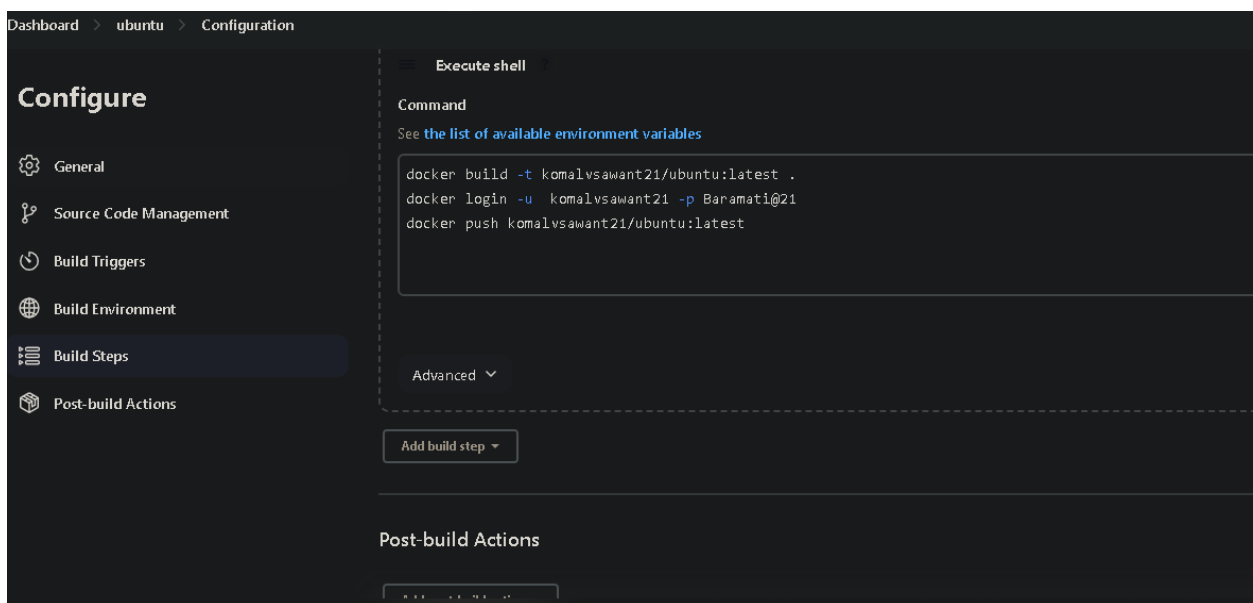 Dashboard > ubuntu > Configuration
Configure
General
Source Code Management
Build Triggers
Build Environment
Build Steps
Post-build Actions
Execute shell ?
Command
See the list of available environment variables
docker build -t komalvsawant21/ubuntu:latest .
docker login -u  komalvsawant21 -p Baramati@21
docker push komalvsawant21/ubuntu:latest
Advanced
Add build step
Post-build Actions